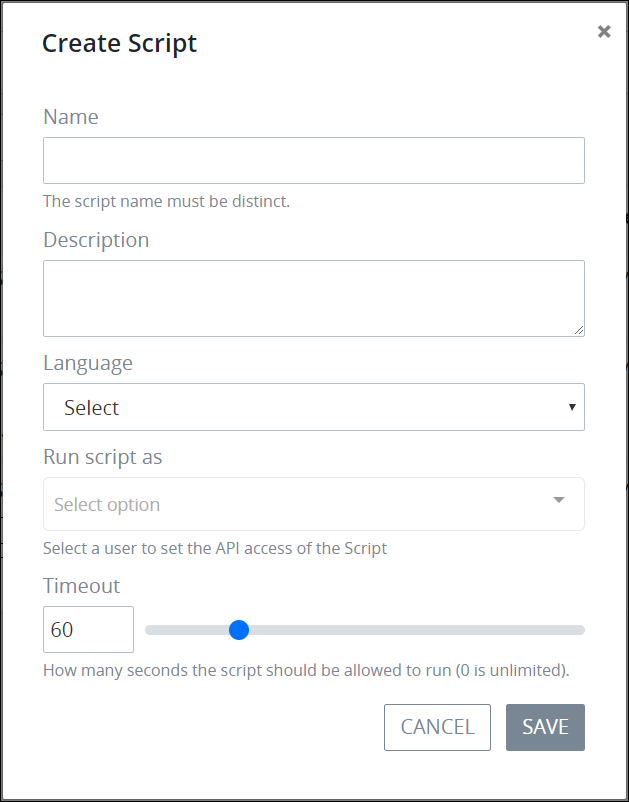 Create Script
Name
The script name must be distinct.
Description
Language
Select
Run script as
Select option
Select a user to set the API access of the Script
Timeout
60
How many seconds the script should be allowed to run (0 is unlimited).
CANCEL SAVE